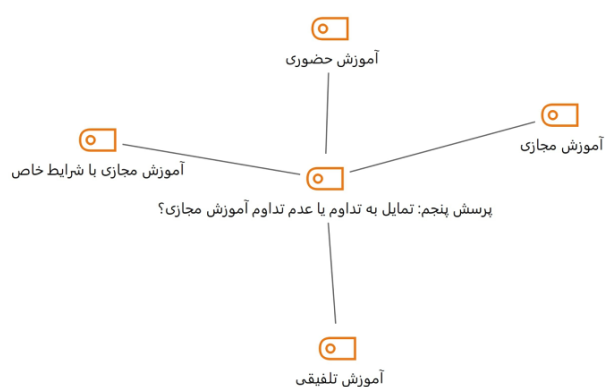 آموزش حضوری
آموزش مجازی
آموزش مجازی با شرایط خاص
پرسش پنجم: تمایل به تداوم یا عدم تداوم آموزش مجازی؟
آموزش تلفیقی